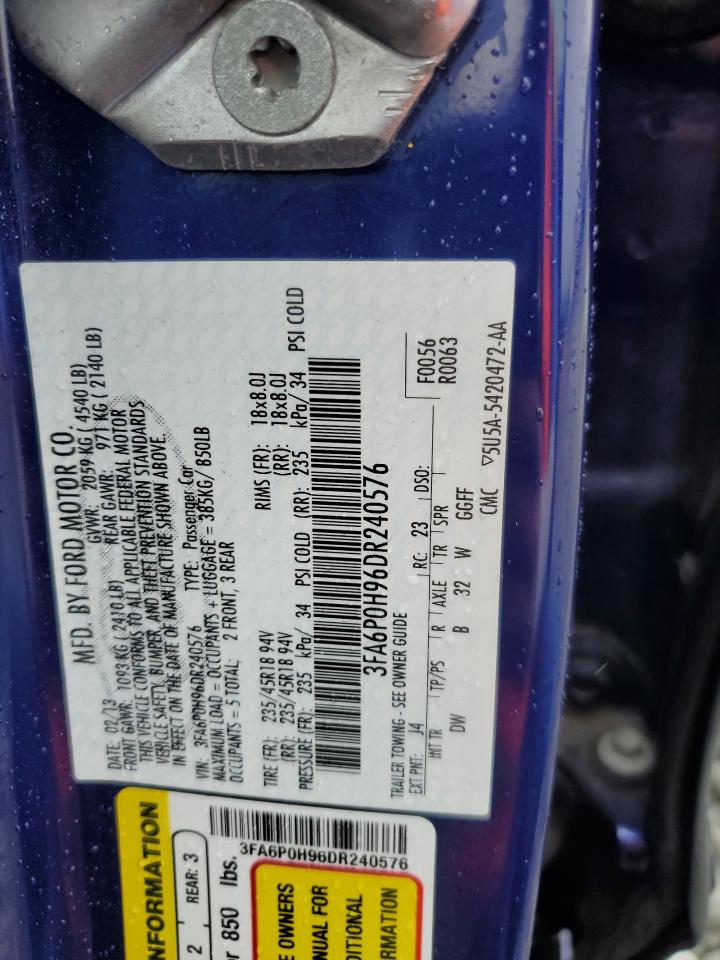 MFD. BY FORD MOTOR CO.
DATE: 02/13 GVWR: 2059 KG ( 4540 LB)
FRONT GAWR: 1093 KG ( 2410 LB) REAR GAWR: 971 KG ( 2140 LB)
THIS VEHICLE CONFORMS TO ALL APPLICABLE FEDERAL MOTOR
VEHICLE SAFETY, BUMPER, AND THEFT PREVENTION STANDARDS
IN EFFECT ON THE DATE OF MANUFACTURE SHOWN ABOVE.
VIN: 3FA6P0H96DR240576 TYPE: Passenger Car
MAXIMUM LOAD = OCCUPANTS + LUGGAGE = 385KG/ 850LB
OCCUPANTS = 5 TOTAL: 2 FRONT, 3 REAR
TIRE (FR): 235/45R18 94V RIMS (FR): 18x8.0J
(RR): 235/45R18 94V (RR): 18x8.0J
PRESSURE (FR): 235 kPa/ 34 PSI COLD (RR): 235 kPa/ 34 PSI COLD
3FA6P0H96DR240576
TRAILER TOWING - SEE OWNER GUIDE
F0056
R0063
EXT PNT: J4 RC: 23 DSO:
INT TR TP/PS R AXLE TR SPR
DW B 32 W GGFF
CMC ▽5U5A-5420472-AA
NFORMATION
2 REAR: 3
or 850 lbs.
3FA6P0H96DR240576
E OWNERS
NUAL FOR
DITIONAL
RMATION